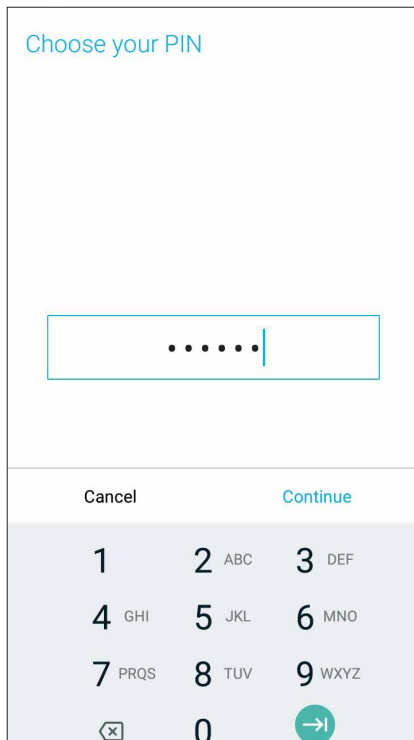 Choose your PIN
••••••
Cancel Continue
1 2 ABC 3 DEF
4 GHI 5 JKL 6 MNO
7 PRQS 8 TUV 9 WXYZ
0